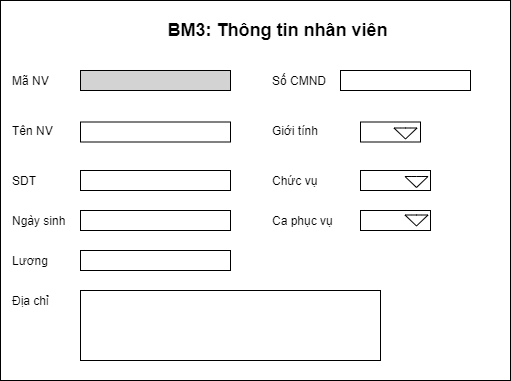 BM3: Thông tin nhân viên
Mã NV
Số CMND
Tên NV
Giới tính
SDT
Chức vụ
Ngày sinh
Ca phục vụ
Lương
Địa chỉ